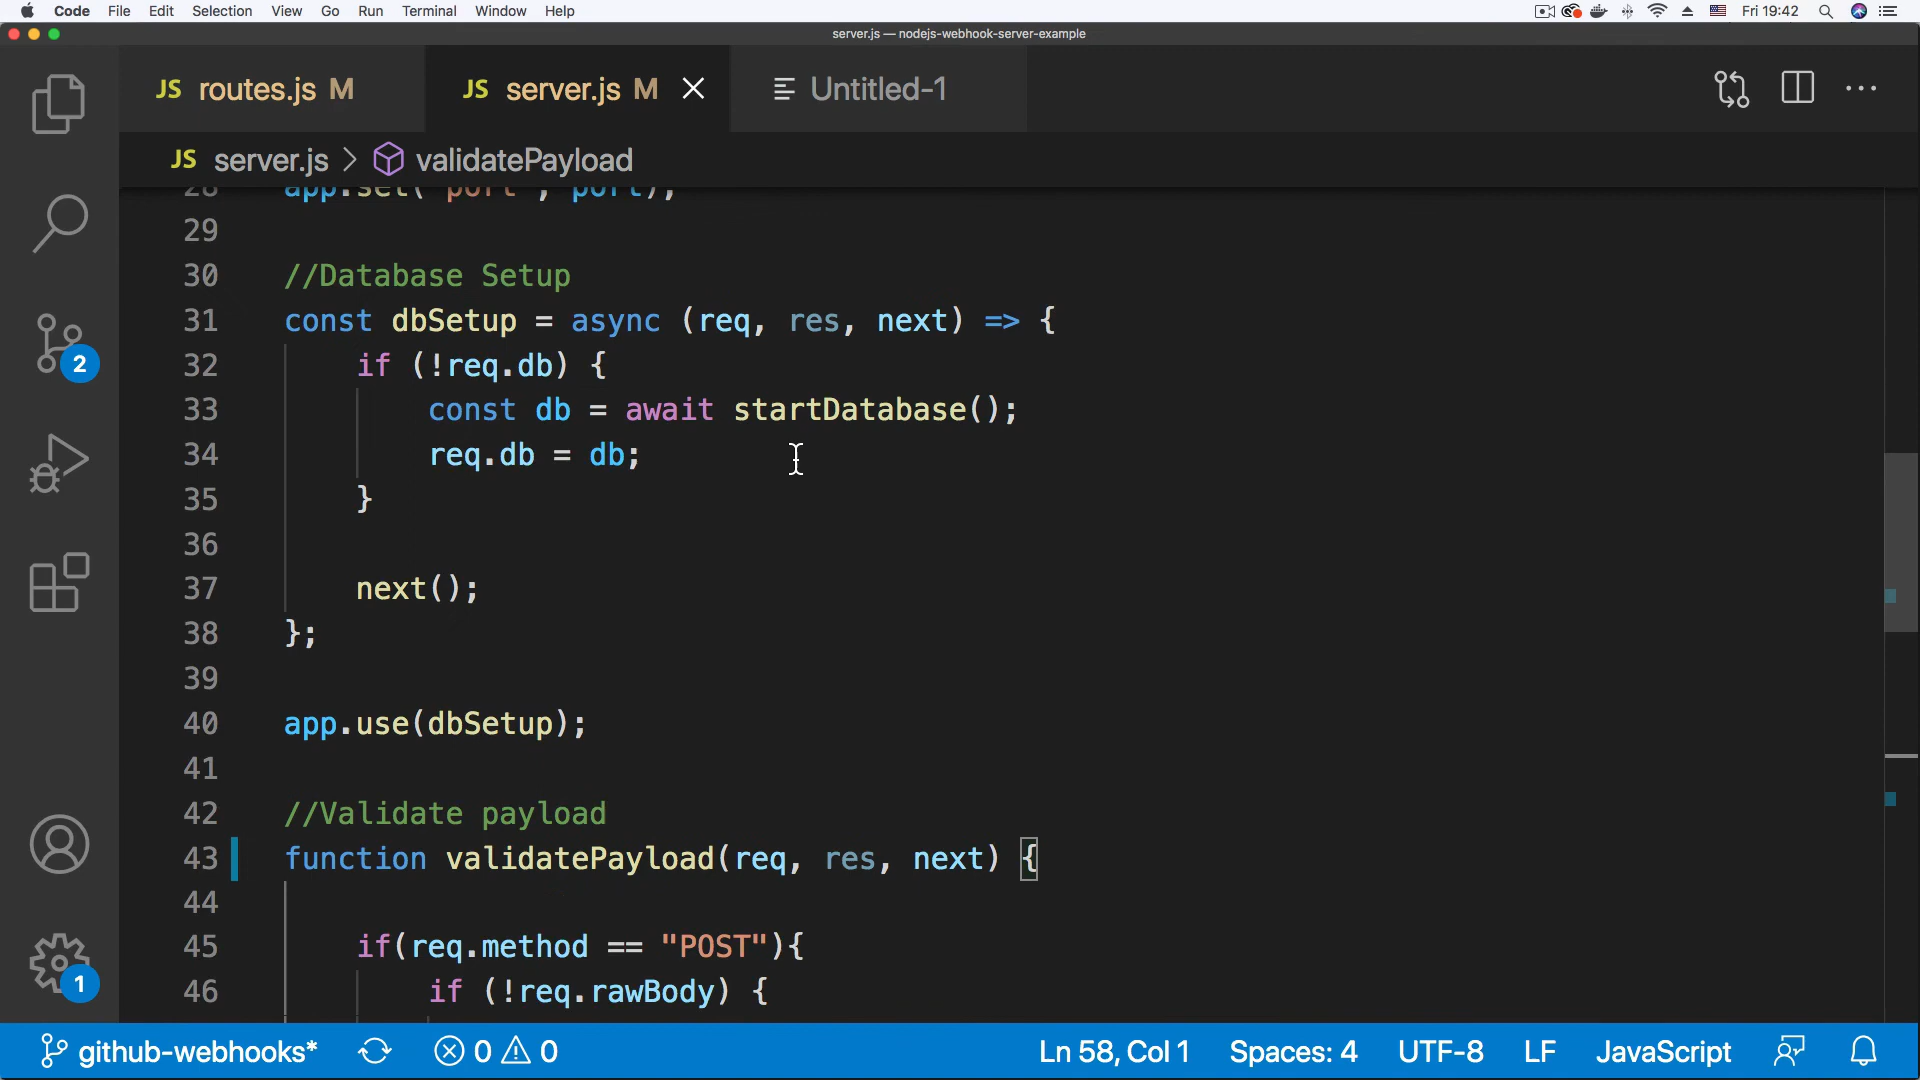 Code File Edit Selection View Go Run Terminal Window Help Fri 19:42
server.js — nodejs-webhook-server-example
JS routes.js M JS server.js M Untitled-1
JS server.js > validatePayload
28 app.set("port", port);
29
30 //Database Setup
31 const dbSetup = async (req, res, next) => {
32 if (!req.db) {
33 const db = await startDatabase();
34 req.db = db;
35 }
36
37 next();
38 };
39
40 app.use(dbSetup);
41
42 //Validate payload
43 function validatePayload(req, res, next) {
44
45 if(req.method == "POST"){
46 if (!req.rawBody) {
2
1
github-webhooks* 0 0 Ln 58, Col 1 Spaces: 4 UTF-8 LF JavaScript